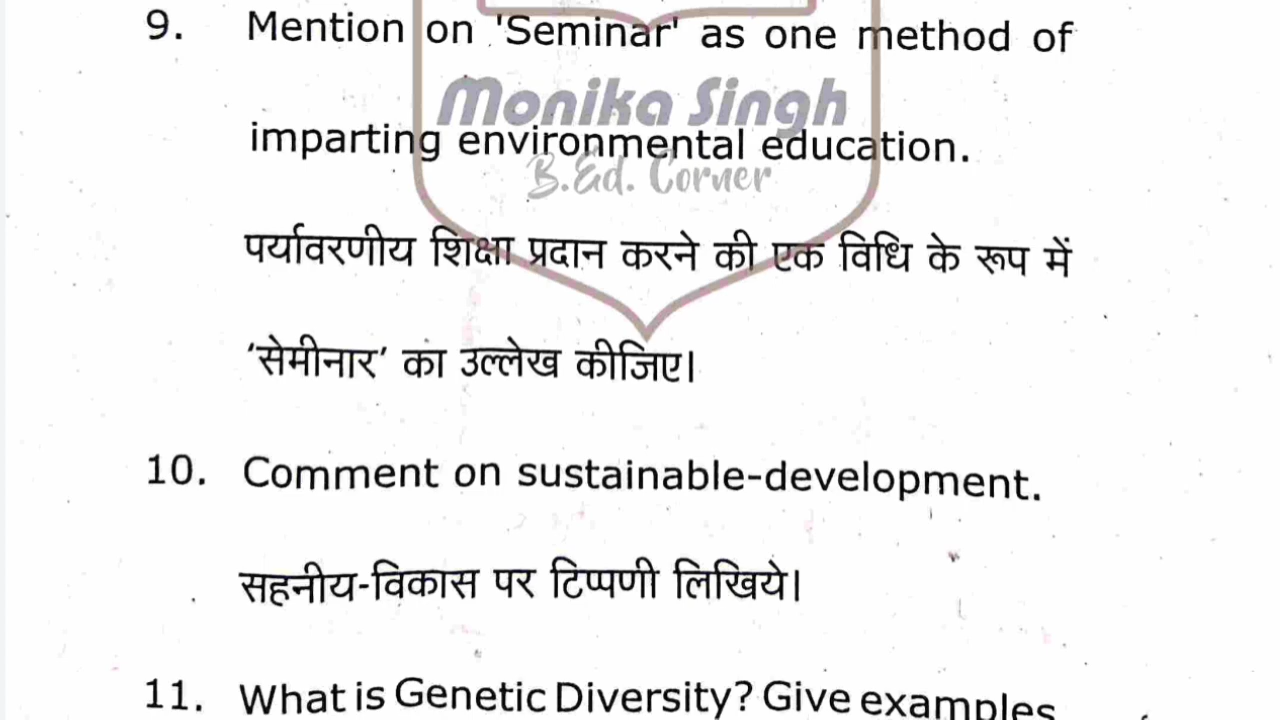 9. Mention on 'Seminar' as one method of
Monika Singh
imparting environmental education.
B.Ed. Corner
पर्यावरणीय शिक्षा प्रदान करने की एक विधि के रूप में
‘सेमीनार’ का उल्लेख कीजिए।
10. Comment on sustainable-development.
सहनीय-विकास पर टिप्पणी लिखिये।
11. What is Genetic Diversity? Give examples